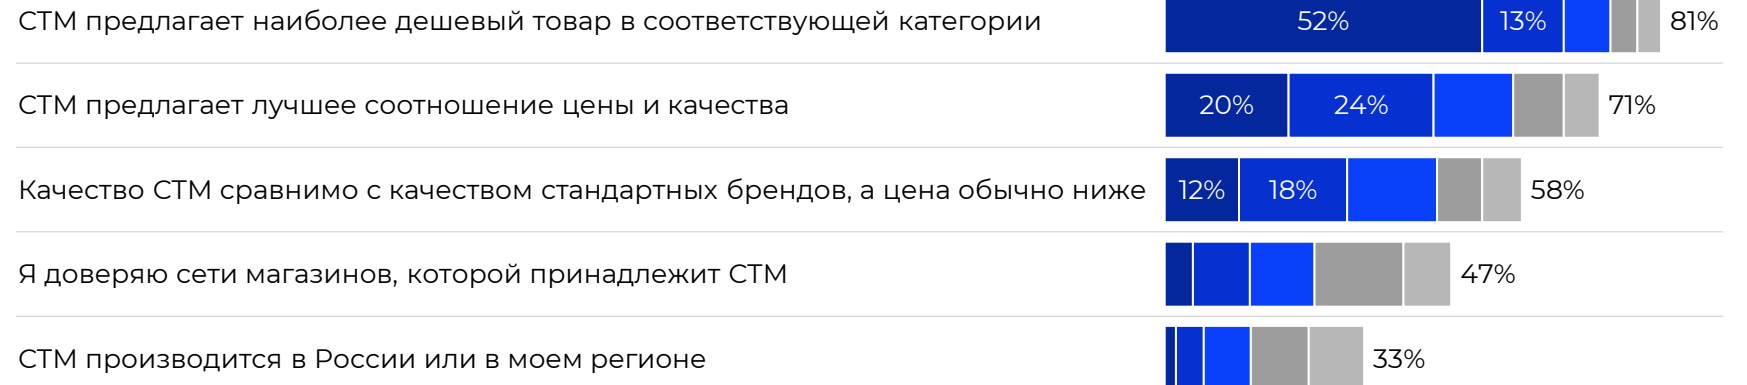 СТМ предлагает наиболее дешевый товар в соответствующей категории 52% 13% 81%
СТМ предлагает лучшее соотношение цены и качества 20% 24% 71%
Качество СТМ сравнимо с качеством стандартных брендов, а цена обычно ниже 12% 18% 58%
Я доверяю сети магазинов, которой принадлежит СТМ 47%
СТМ производится в России или в моем регионе 33%